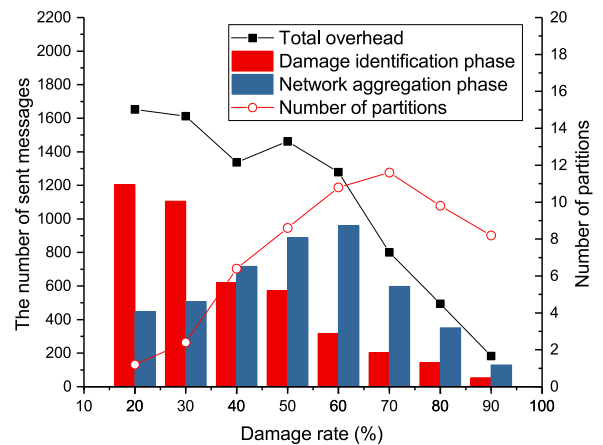 Total overhead
Damage identification phase
Network aggregation phase
Number of partitions
The number of sent messages
2200
2000
1800
1600
1400
1200
1000
800
600
400
200
0
Number of partitions
20
18
16
14
12
10
8
6
4
2
0
10 20 30 40 50 60 70 80 90 100
Damage rate (%)